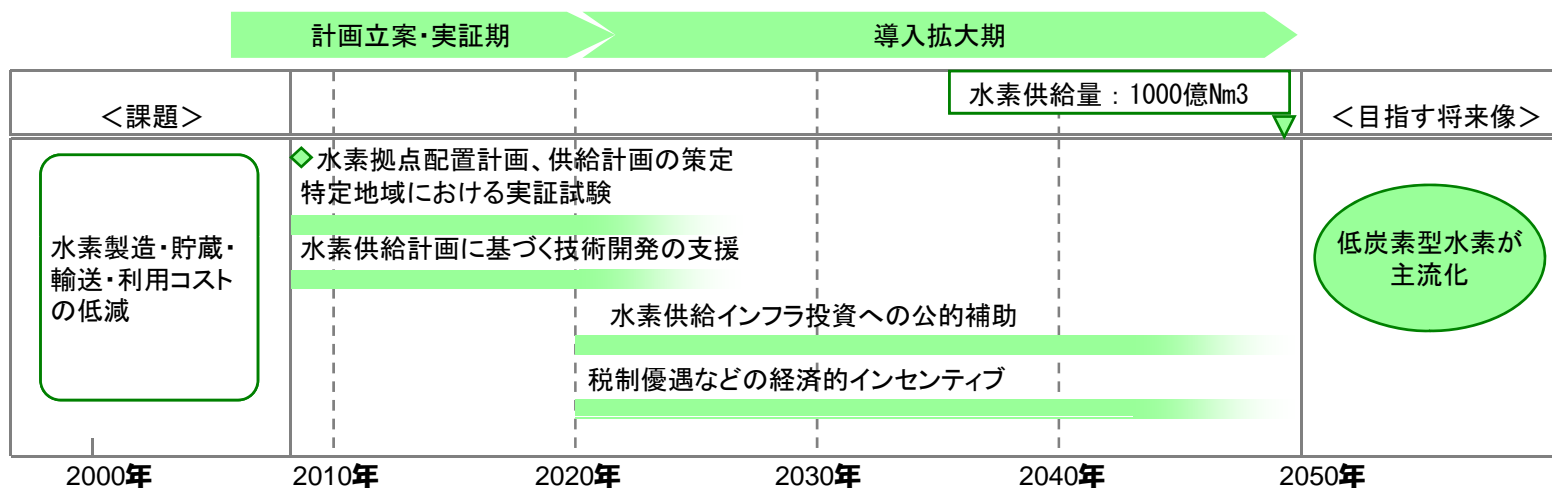 計画立案・実証期
導入拡大期
水素供給量：1000億Nm3
＜課題＞
＜目指す将来像＞
水素拠点配置計画、供給計画の策定
特定地域における実証試験
水素製造・貯蔵・
輸送・利用コスト
の低減
水素供給計画に基づく技術開発の支援
低炭素型水素が
主流化
水素供給インフラ投資への公的補助
税制優遇などの経済的インセンティブ
2000年
2010年
2020年
2030年
2040年
2050年